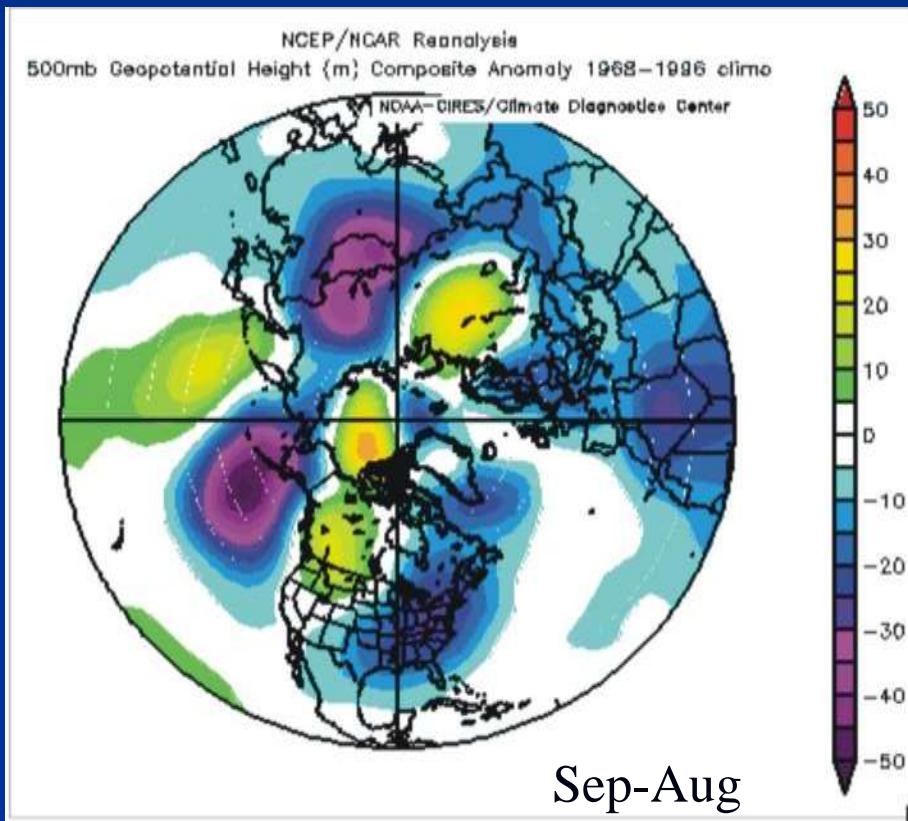 NCEP/NCAR Reanalysis
500mb Geopotential Height (m) Composite Anomaly 1968-1996 climo
NOAA-CIRES/Climate Diagnostics Center
50
40
30
20
10
0
-10
-20
-30
-40
-50
Sep-Aug